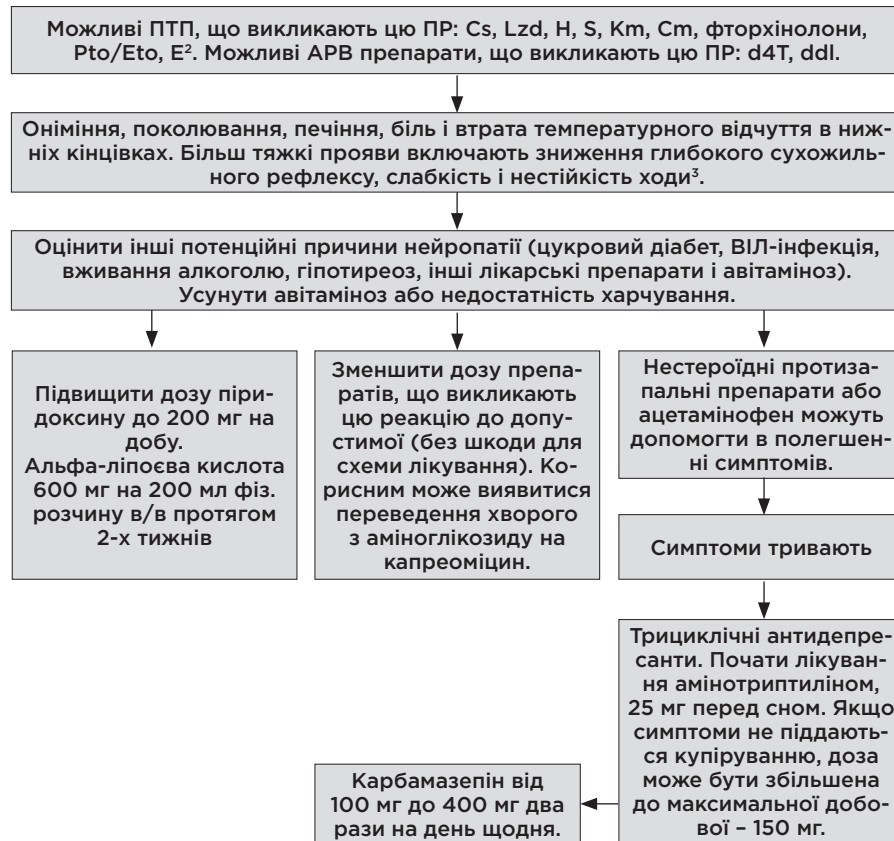 Можливі ПТП, що викликають цю ПР: Cs, Lzd, H, S, Km, Cm, фторхінолони,
Pto/Eto, E². Можливі АРВ препарати, що викликають цю ПР: d4T, ddI.
Оніміння, поколювання, печіння, біль і втрата температурного відчуття в ниж-
ніх кінцівках. Більш тяжкі прояви включають зниження глибокого сухожиль-
ного рефлексу, слабкість і нестійкість ходи³.
Оцінити інші потенційні причини нейропатії (цукровий діабет, ВІЛ-інфекція,
вживання алкоголю, гіпотиреоз, інші лікарські препарати і авітаміноз).
Усунути авітаміноз або недостатність харчування.
Підвищити дозу пірі-
доксину до 200 мг на
добу.
Альфа-ліпоєва кислота
600 мг на 200 мл фіз.
розчину в/в протягом
2-х тижнів
Зменшити дозу препа-
ратів, що викликають
цю реакцію до допу-
стимої (без шкоди для
схеми лікування). Ко-
рисним може виявитися
переведення хворого
з аміноглікозиду на
капреоміцин.
Нестероїдні протиза-
пальні препарати або
ацетамінофен можуть
допомогти в полегшен-
ні симптомів.
Симптоми тривають
Трициклічні антидепре-
санти. Почати лікуван-
ня амінотриптиліном,
25 мг перед сном. Якщо
симптоми не піддають-
ся купіруванню, доза
може бути збільшена
до максимальної добо-
вої – 150 мг.
Карбамазепін від
100 мг до 400 мг два
рази на день щодня.